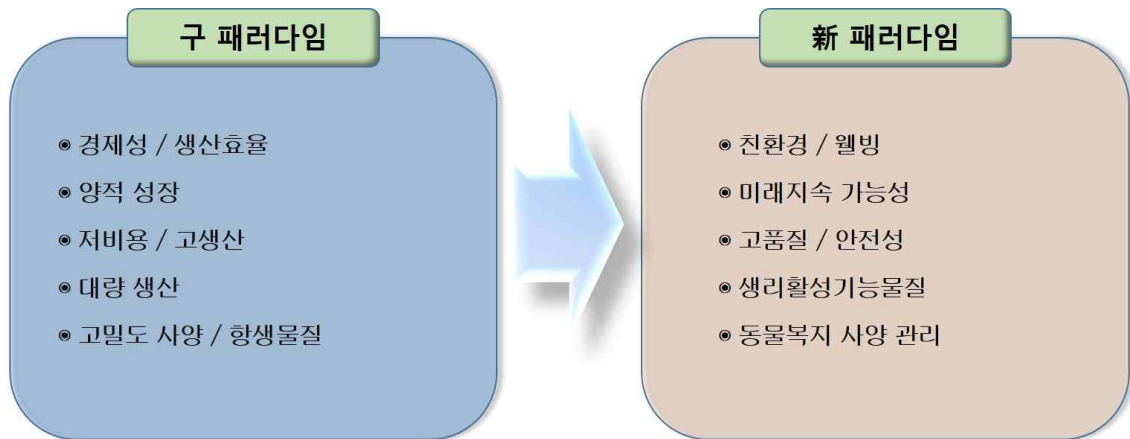 구 패러다임
◉ 경제성 / 생산효율
◉ 양적 성장
◉ 저비용 / 고생산
◉ 대량 생산
◉ 고밀도 사양 / 항생물질
新 패러다임
◉ 친환경 / 웰빙
◉ 미래지속 가능성
◉ 고품질 / 안전성
◉ 생리활성기능물질
◉ 동물복지 사양 관리